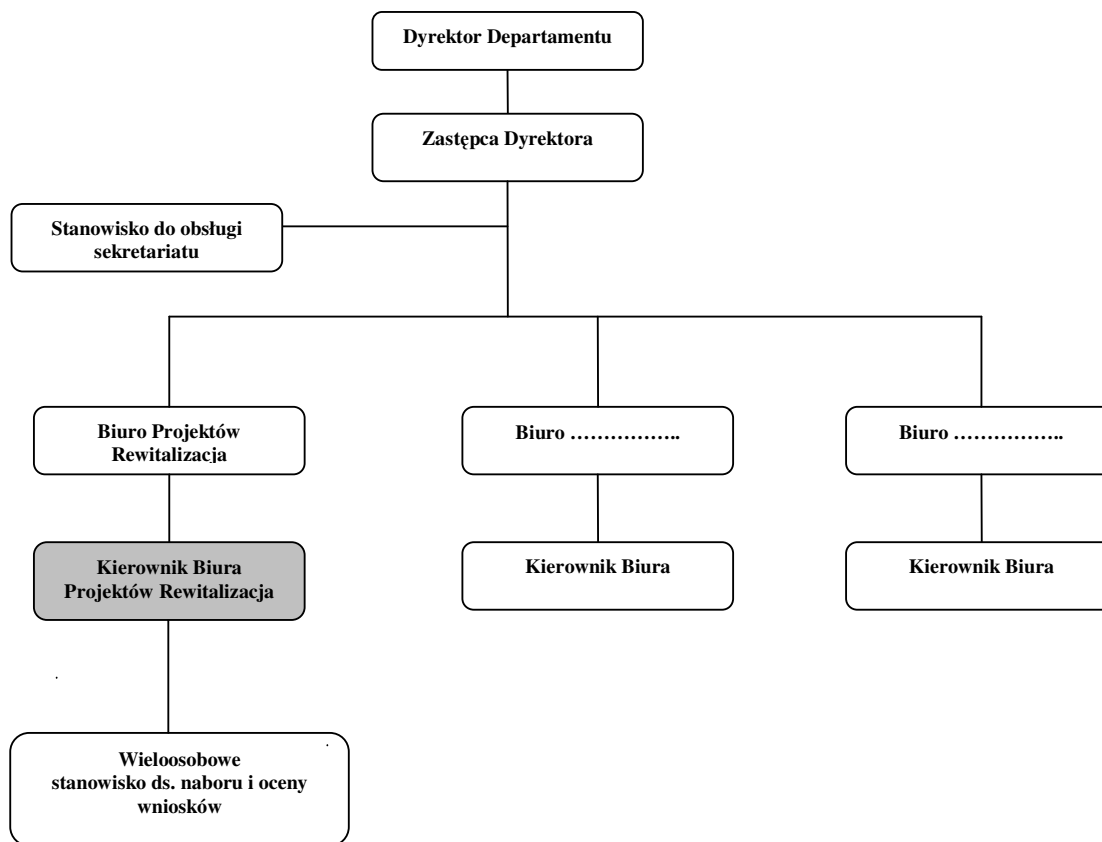 Dyrektor Departamentu
Zastępca Dyrektora
Stanowisko do obsługi
sekretariatu
Biuro Projektów
Rewitalizacja
Biuro ……………..
Biuro ……………..
Kierownik Biura
Projektów Rewitalizacja
Kierownik Biura
Kierownik Biura
Wieloosobowe
stanowisko ds. naboru i oceny
wniosków